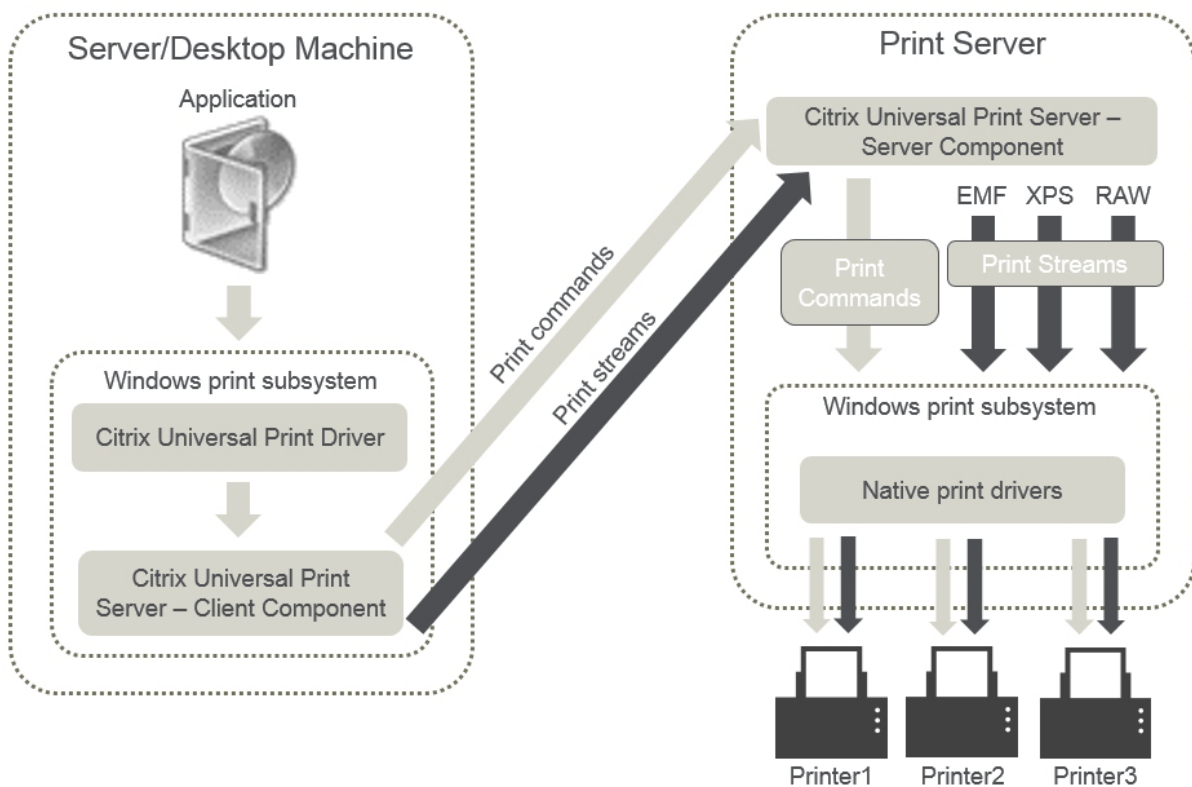 Server/Desktop Machine
Application
Windows print subsystem
Citrix Universal Print Driver
Citrix Universal Print
Server – Client Component
Print commands
Print streams
Print Server
Citrix Universal Print Server –
Server Component
EMF XPS RAW
Print
Commands
Print Streams
Windows print subsystem
Native print drivers
Printer1 Printer2 Printer3